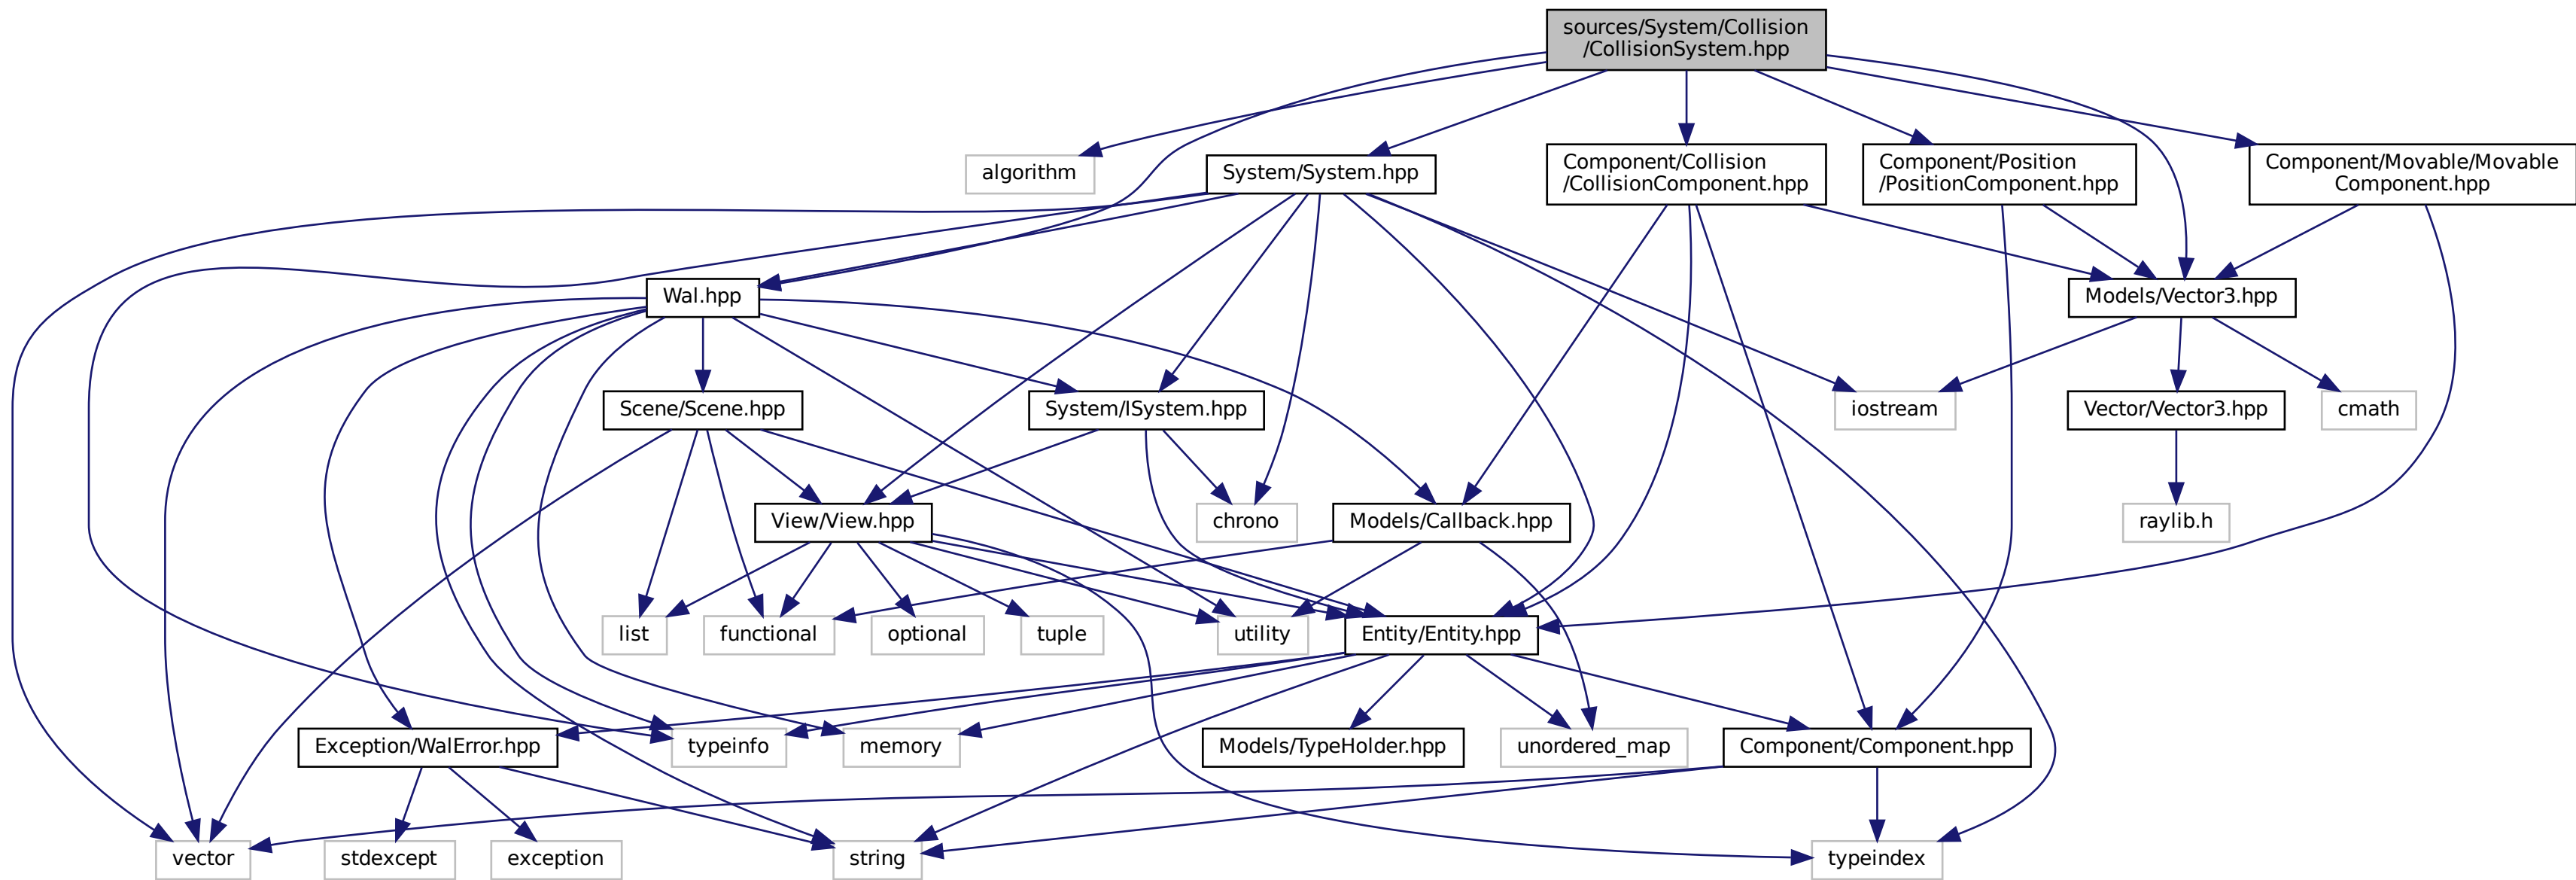 sources/System/Collision
/CollisionSystem.hpp
algorithm
System/System.hpp
Component/Collision
/CollisionComponent.hpp
Component/Position
/PositionComponent.hpp
Component/Movable/Movable
Component.hpp
Wal.hpp
Models/Vector3.hpp
Scene/Scene.hpp
System/ISystem.hpp
iostream
Vector/Vector3.hpp
cmath
View/View.hpp
chrono
Models/Callback.hpp
raylib.h
list
functional
optional
tuple
utility
Entity/Entity.hpp
Exception/WalError.hpp
typeinfo
memory
Models/TypeHolder.hpp
unordered_map
Component/Component.hpp
vector
stdexcept
exception
string
typeindex